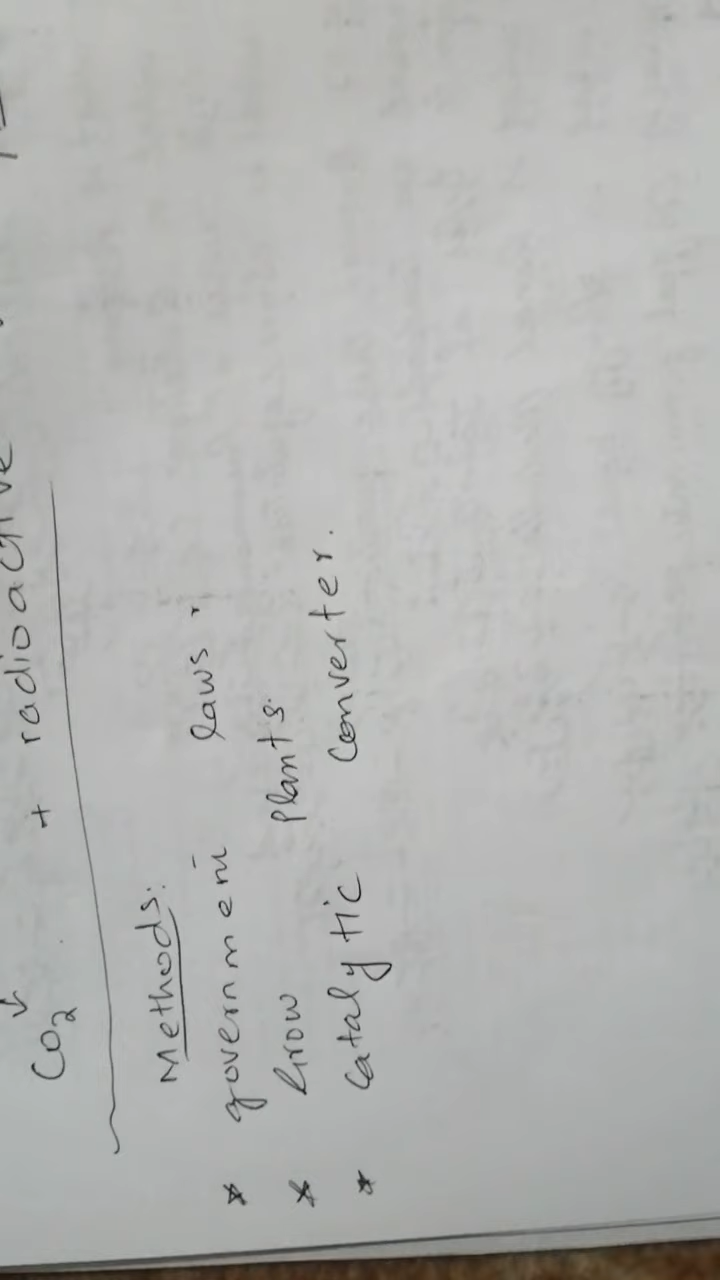 CO2 + radioactive
Methods:
* government laws.
* Grow plants.
* Catalytic Converter.